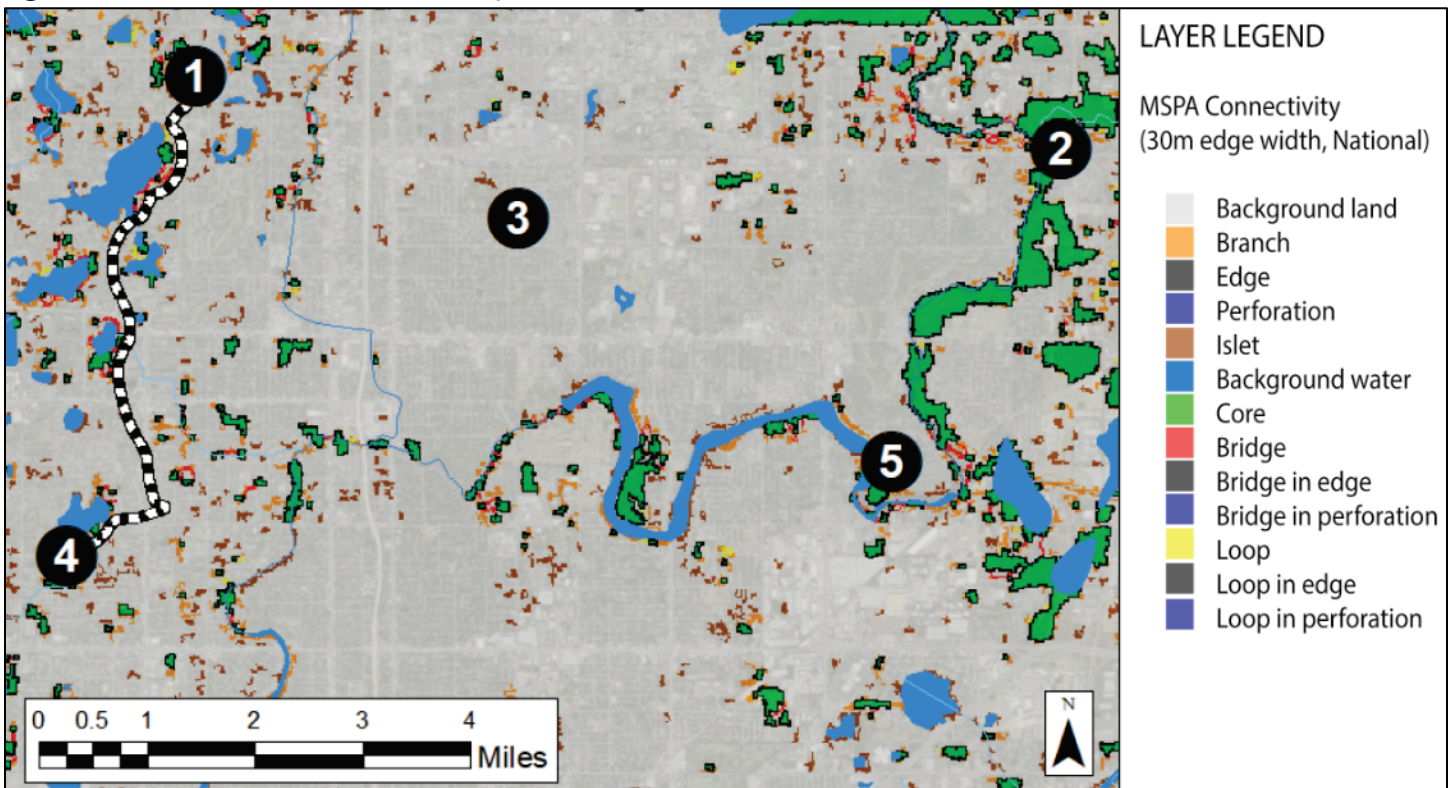 1
2
3
4
5
0 0.5 1 2 3 4
Miles
N
LAYER LEGEND
MSPA Connectivity
(30m edge width, National)
Background land
Branch
Edge
Perforation
Islet
Background water
Core
Bridge
Bridge in edge
Bridge in perforation
Loop
Loop in edge
Loop in perforation